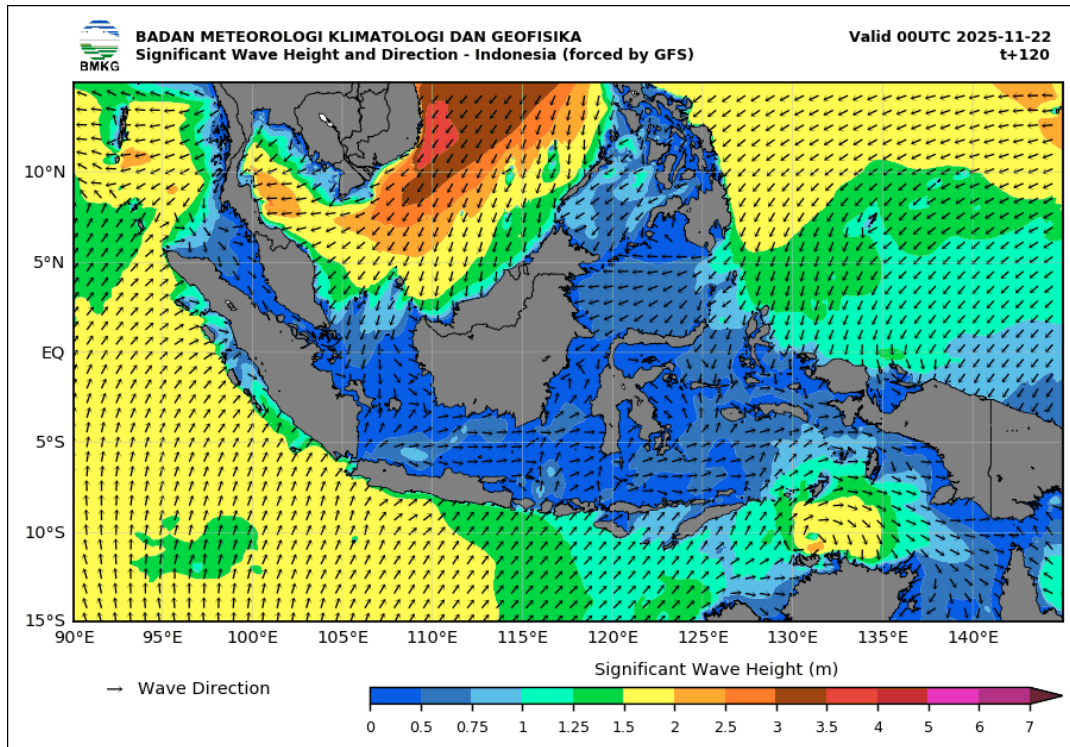 BMKG
BADAN METEOROLOGI KLIMATOLOGI DAN GEOFISIKA
Significant Wave Height and Direction - Indonesia (forced by GFS)
Valid 00UTC 2025-11-22
t+120
10°N
5°N
EQ
5°S
10°S
15°S
90°E 95°E 100°E 105°E 110°E 115°E 120°E 125°E 130°E 135°E 140°E
Wave Direction
Significant Wave Height (m)
0 0.5 0.75 1 1.25 1.5 2 2.5 3 3.5 4 5 6 7